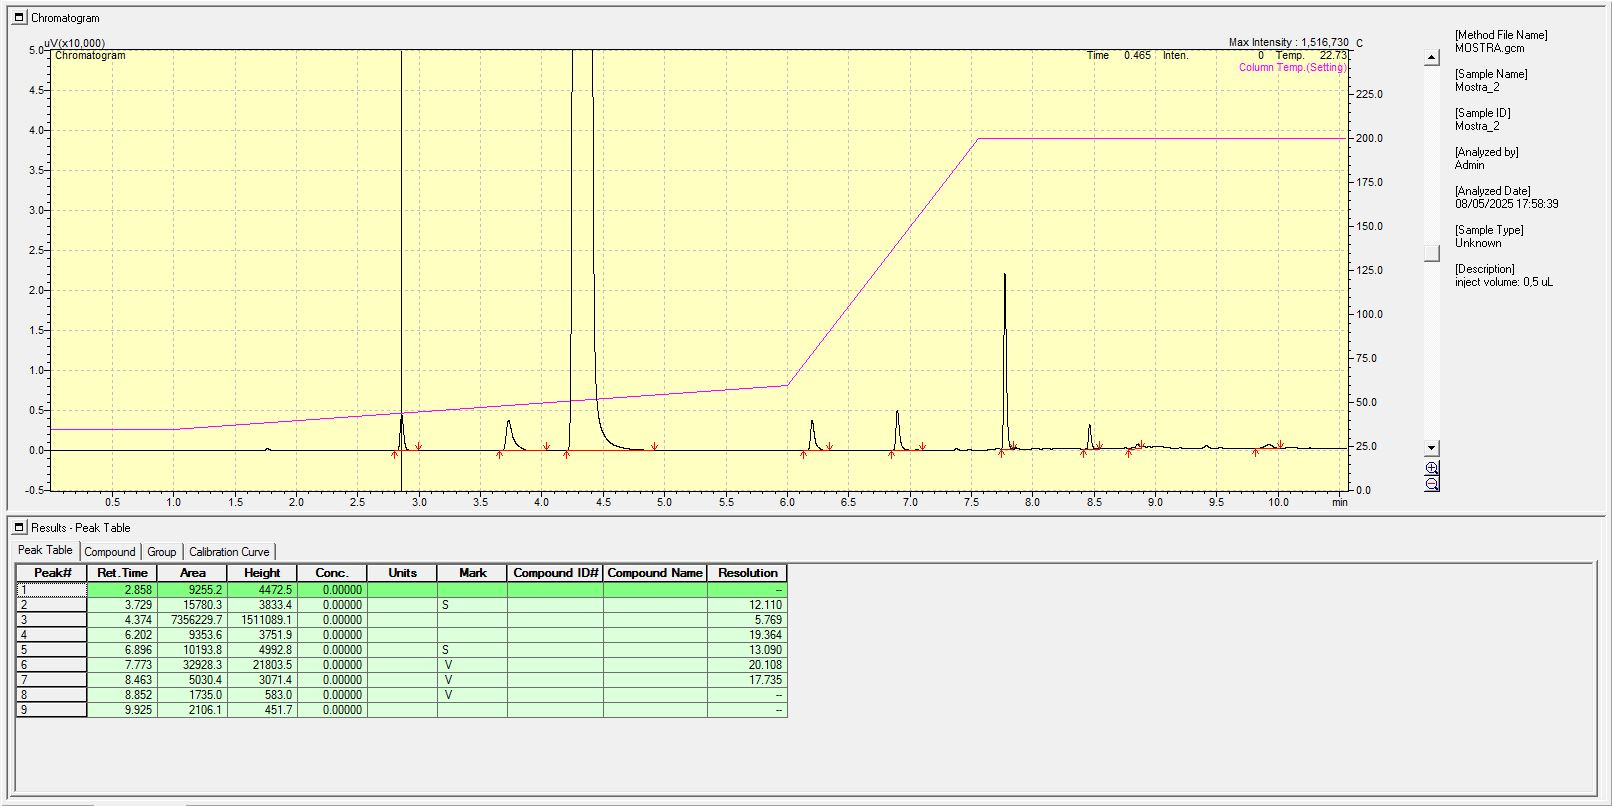 Chromatogram
uV(x10,000)
Max Intensity : 1,516,730
Chromatogram
Time 0.465 Inten. 0 Temp. 22.73
Column Temp.(Setting)
5.0
4.5
4.0
3.5
3.0
2.5
2.0
1.5
1.0
0.5
0.0
-0.5
C
225.0
200.0
175.0
150.0
125.0
100.0
75.0
50.0
25.0
0.0
0.5 1.0 1.5 2.0 2.5 3.0 3.5 4.0 4.5 5.0 5.5 6.0 6.5 7.0 7.5 8.0 8.5 9.0 9.5 10.0 min
[Method File Name]
MOSTRA.gcm
[Sample Name]
Mostra_2
[Sample ID]
Mostra_2
[Analyzed by]
Admin
[Analyzed Date]
08/05/2025 17:58:39
[Sample Type]
Unknown
[Description]
inject volume: 0,5 uL
Results - Peak Table
Peak Table Compound Group Calibration Curve
Peak# Ret.Time Area Height Conc. Units Mark Compound ID# Compound Name Resolution
1 2.858 9255.2 4472.5 0.00000 --
2 3.729 15780.3 3833.4 0.00000 S 12.110
3 4.374 7356229.7 1511089.1 0.00000 5.769
4 6.202 9353.6 3751.9 0.00000 19.364
5 6.896 10193.8 4992.8 0.00000 S 13.090
6 7.773 32928.3 21803.5 0.00000 V 20.108
7 8.463 5030.4 3071.4 0.00000 V 17.735
8 8.852 1735.0 583.0 0.00000 V --
9 9.925 2106.1 451.7 0.00000 --